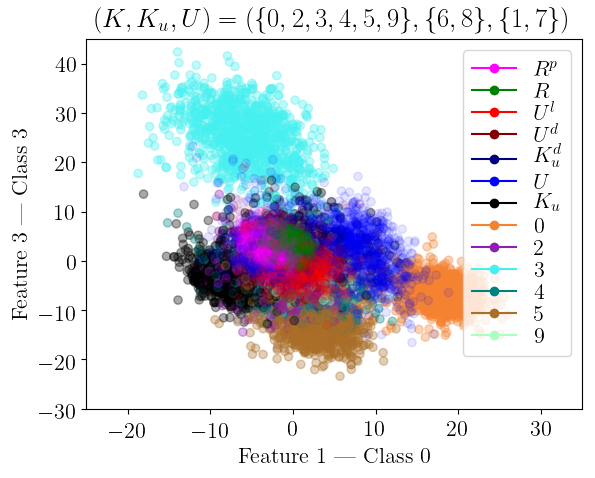 (K, K_u, U) = ({0, 2, 3, 4, 5, 9}, {6, 8}, {1, 7})
Feature 3 — Class 3
40
30
20
10
0
−10
−20
−30
R^p
R
U^l
U^d
K_u^d
U
K_u
0
2
3
4
5
9
−20 −10 0 10 20 30
Feature 1 — Class 0